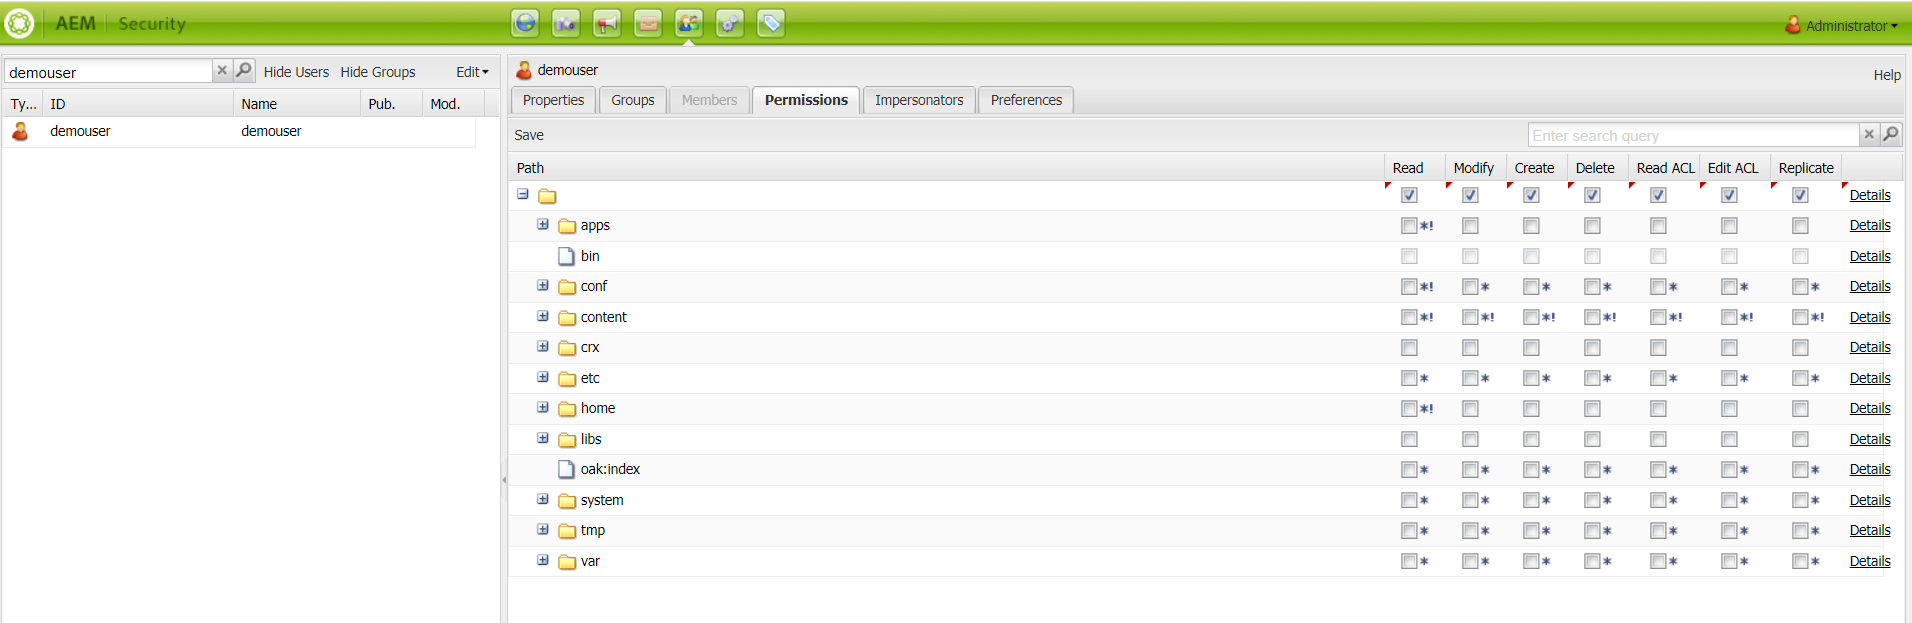 AEM Security Administrator
demouser Hide Users Hide Groups Edit
Ty... ID Name Pub. Mod.
demouser demouser
demouser
Help
Properties Groups Members Permissions Impersonators Preferences
Save Enter search query
Path Read Modify Create Delete Read ACL Edit ACL Replicate
Details
apps *! Details
bin Details
conf *! * * * * * * Details
content *! *! *! *! *! *! *! Details
crx Details
etc * * * * * * * Details
home *! Details
libs Details
oak:index * * * * * * * Details
system * * * * * * * Details
tmp * * * * * * * Details
var * * * * * * * Details